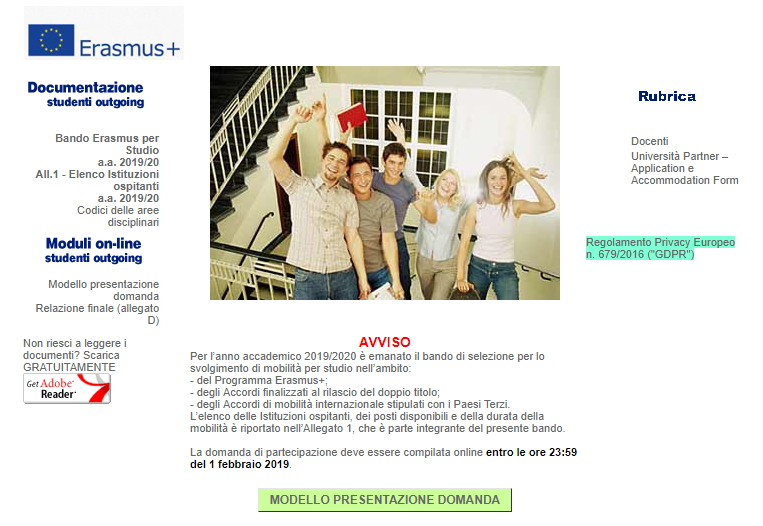 Erasmus+
Documentazione
studenti outgoing
Bando Erasmus per
Studio
a.a. 2019/20
All.1 - Elenco Istituzioni
ospitanti
a.a. 2019/20
Codici delle aree
disciplinari
Moduli on-line
studenti outgoing
Modello presentazione
domanda
Relazione finale (allegato
D)
Non riesci a leggere i
documenti? Scarica
GRATUITAMENTE
Get Adobe®
Reader®
AVVISO
Per l'anno accademico 2019/2020 è emanato il bando di selezione per lo
svolgimento di mobilità per studio nell'ambito:
- del Programma Erasmus+;
- degli Accordi finalizzati al rilascio del doppio titolo;
- degli Accordi di mobilità internazionale stipulati con i Paesi Terzi.
L'elenco delle Istituzioni ospitanti, dei posti disponibili e della durata della
mobilità è riportato nell'Allegato 1, che è parte integrante del presente bando.
La domanda di partecipazione deve essere compilata online entro le ore 23:59
del 1 febbraio 2019.
MODELLO PRESENTAZIONE DOMANDA
Rubrica
Docenti
Università Partner –
Application e
Accommodation Form
Regolamento Privacy Europeo
n. 679/2016 ("GDPR")